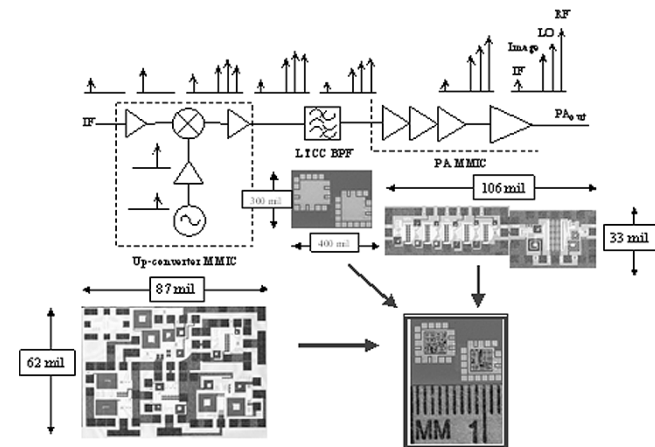 RF
LO
Image
IF
IF
PA out
LTCC BPF
PA MMIC
106 mil
300 mil
400 mil
33 mil
Up-converter MMIC
87 mil
62 mil
MM 1